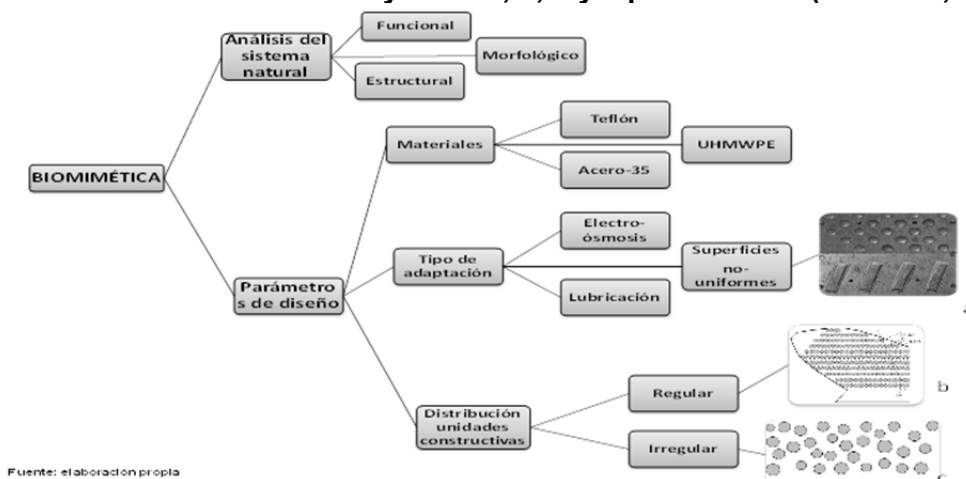 Funcional
Análisis del
sistema
natural
Morfológico
Estructural
Teflón
Materiales
UHMWPE
Acero-35
BIOMIMÉTICA
Electro-
ósmosis
Superficies
no-
uniformes
Tipo de
adaptación
Parámetro
s de diseño
Lubricación
b
Regular
Distribución
unidades
constructivas
Irregular
Fuente: elaboración propia